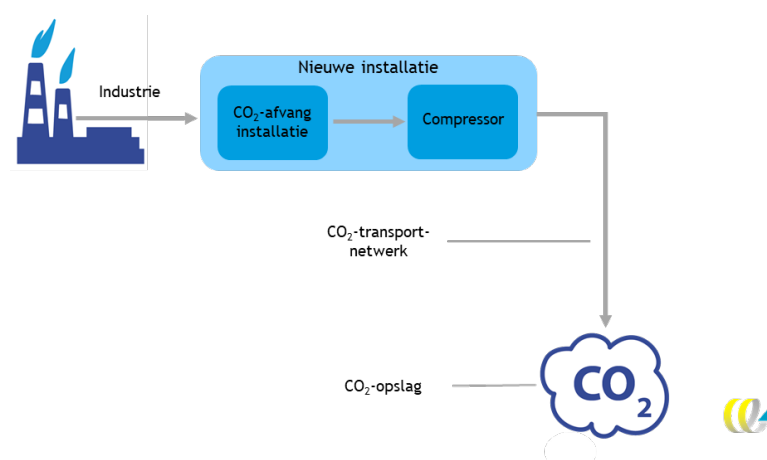 Nieuwe installatie
Industrie
CO₂-afvang
installatie
Compressor
CO₂-transport-
netwerk
CO₂-opslag
CO₂